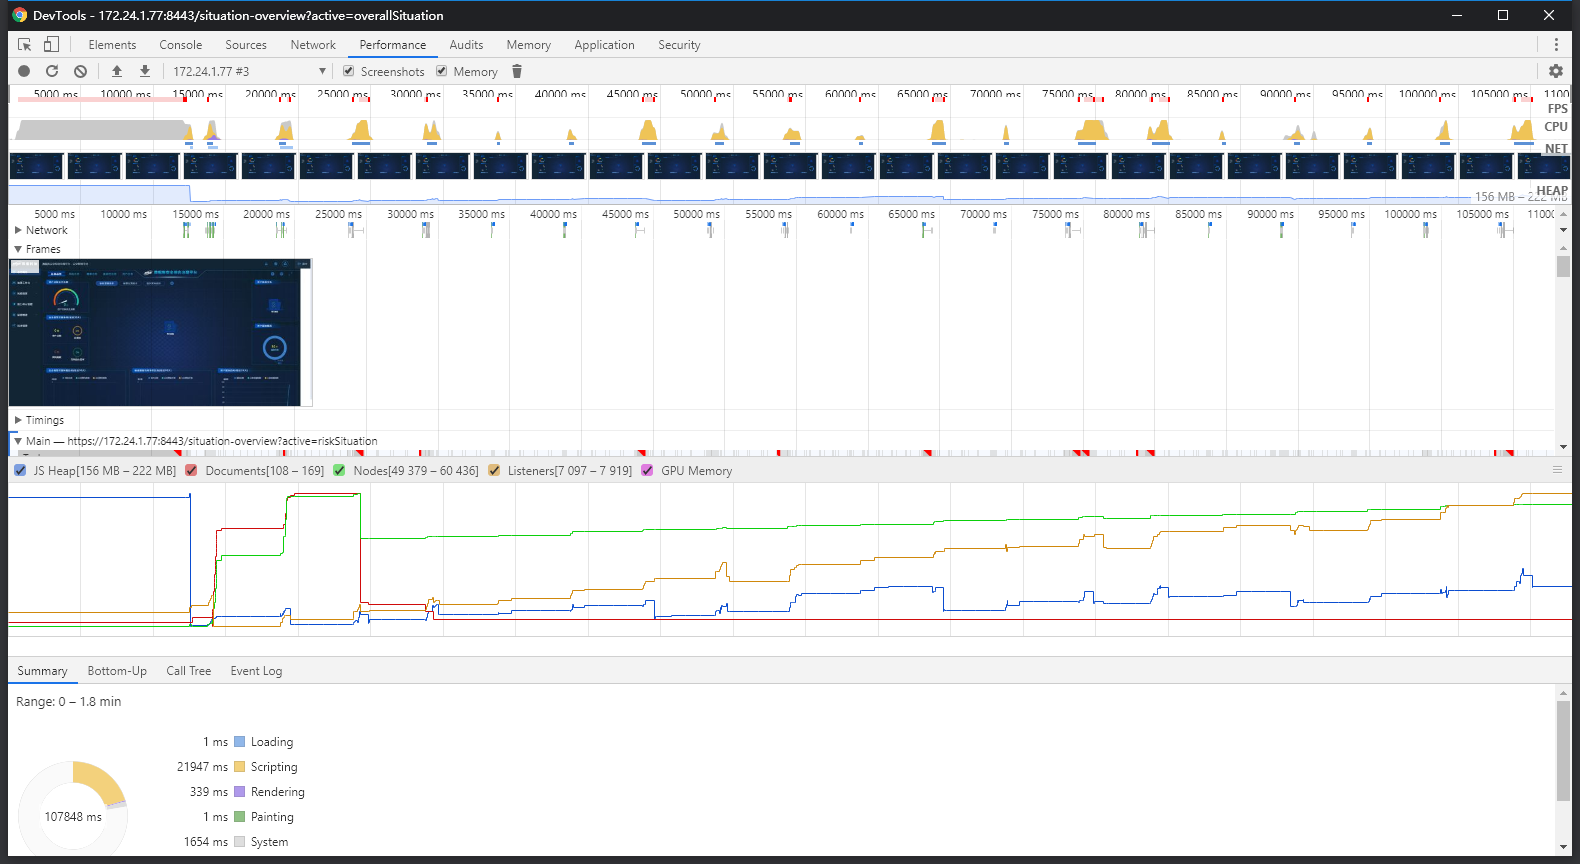 DevTools - 172.24.1.77:8443/situation-overview?active=overallSituation
Elements Console Sources Network Performance Audits Memory Application Security
172.24.1.77 #3 Screenshots Memory
5000 ms 10000 ms 15000 ms 20000 ms 25000 ms 30000 ms 35000 ms 40000 ms 45000 ms 50000 ms 55000 ms 60000 ms 65000 ms 70000 ms 75000 ms 80000 ms 85000 ms 90000 ms 95000 ms 100000 ms 105000 ms 1100
FPS
CPU
NET
HEAP
156 MB – 222 MB
5000 ms 10000 ms 15000 ms 20000 ms 25000 ms 30000 ms 35000 ms 40000 ms 45000 ms 50000 ms 55000 ms 60000 ms 65000 ms 70000 ms 75000 ms 80000 ms 85000 ms 90000 ms 95000 ms 100000 ms 105000 ms 11000
Network
Frames
Timings
Main — https://172.24.1.77:8443/situation-overview?active=riskSituation
JS Heap[156 MB – 222 MB] Documents[108 – 169] Nodes[49 379 – 60 436] Listeners[7 097 – 7 919] GPU Memory
Summary Bottom-Up Call Tree Event Log
Range: 0 – 1.8 min
1 ms Loading
21947 ms Scripting
339 ms Rendering
107848 ms
1 ms Painting
1654 ms System